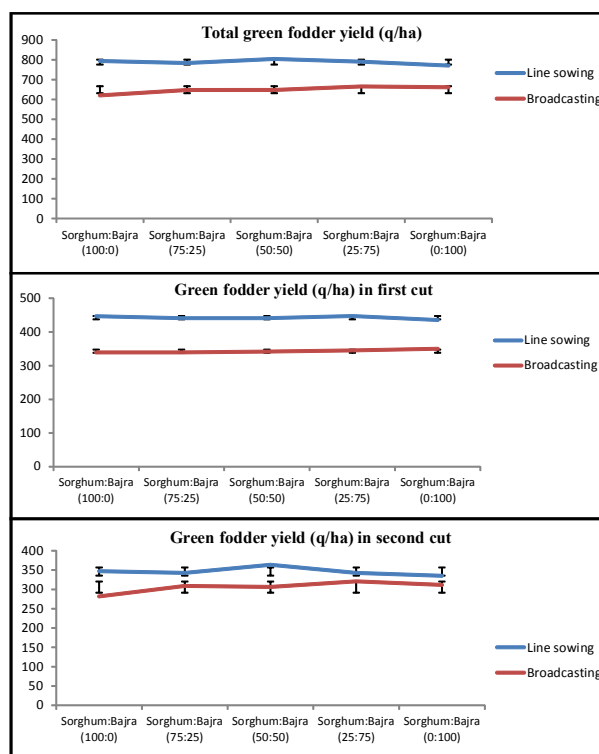 Total green fodder yield (q/ha)
900
800
700
600
500
400
300
200
100
0
Line sowing
Broadcasting
Sorghum:Bajra (100:0)
Sorghum:Bajra (75:25)
Sorghum:Bajra (50:50)
Sorghum:Bajra (25:75)
Sorghum:Bajra (0:100)
Green fodder yield (q/ha) in first cut
500
400
300
200
100
0
Line sowing
Broadcasting
Sorghum:Bajra (100:0)
Sorghum:Bajra (75:25)
Sorghum:Bajra (50:50)
Sorghum:Bajra (25:75)
Sorghum:Bajra (0:100)
Green fodder yield (q/ha) in second cut
400
350
300
250
200
150
100
50
0
Line sowing
Broadcasting
Sorghum:Bajra (100:0)
Sorghum:Bajra (75:25)
Sorghum:Bajra (50:50)
Sorghum:Bajra (25:75)
Sorghum:Bajra (0:100)